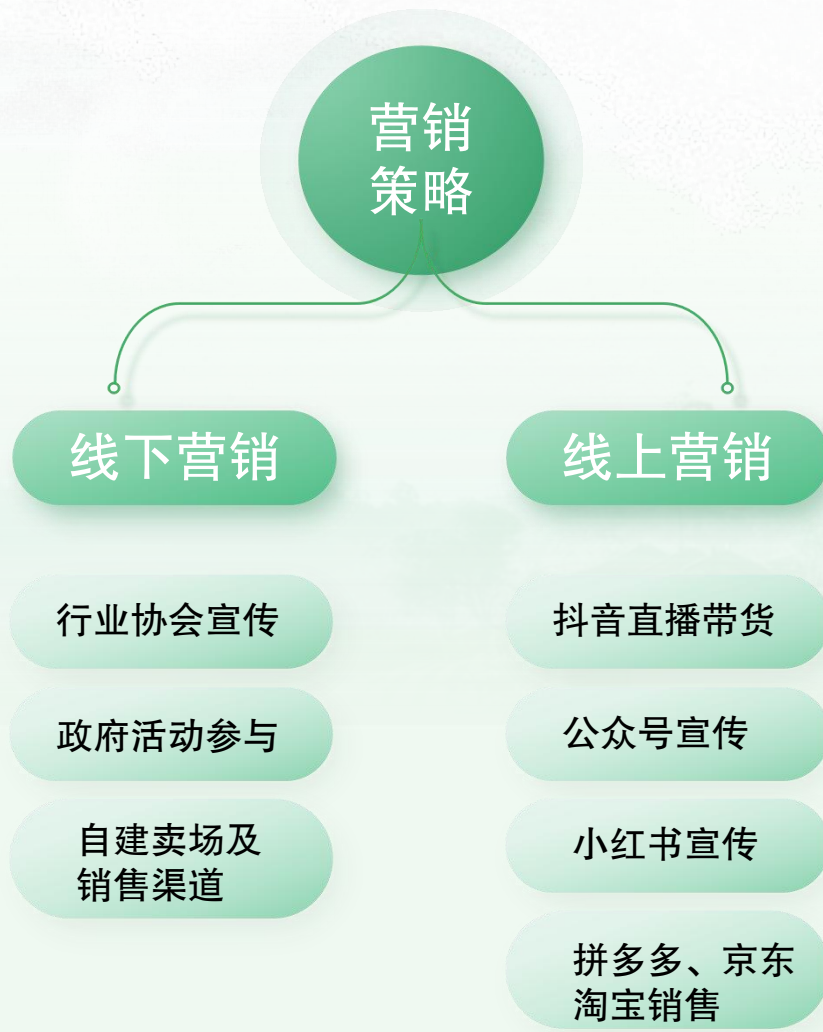 营销
策略
线下营销
行业协会宣传
政府活动参与
自建卖场及
销售渠道
线上营销
抖音直播带货
公众号宣传
小红书宣传
拼多多、京东
淘宝销售